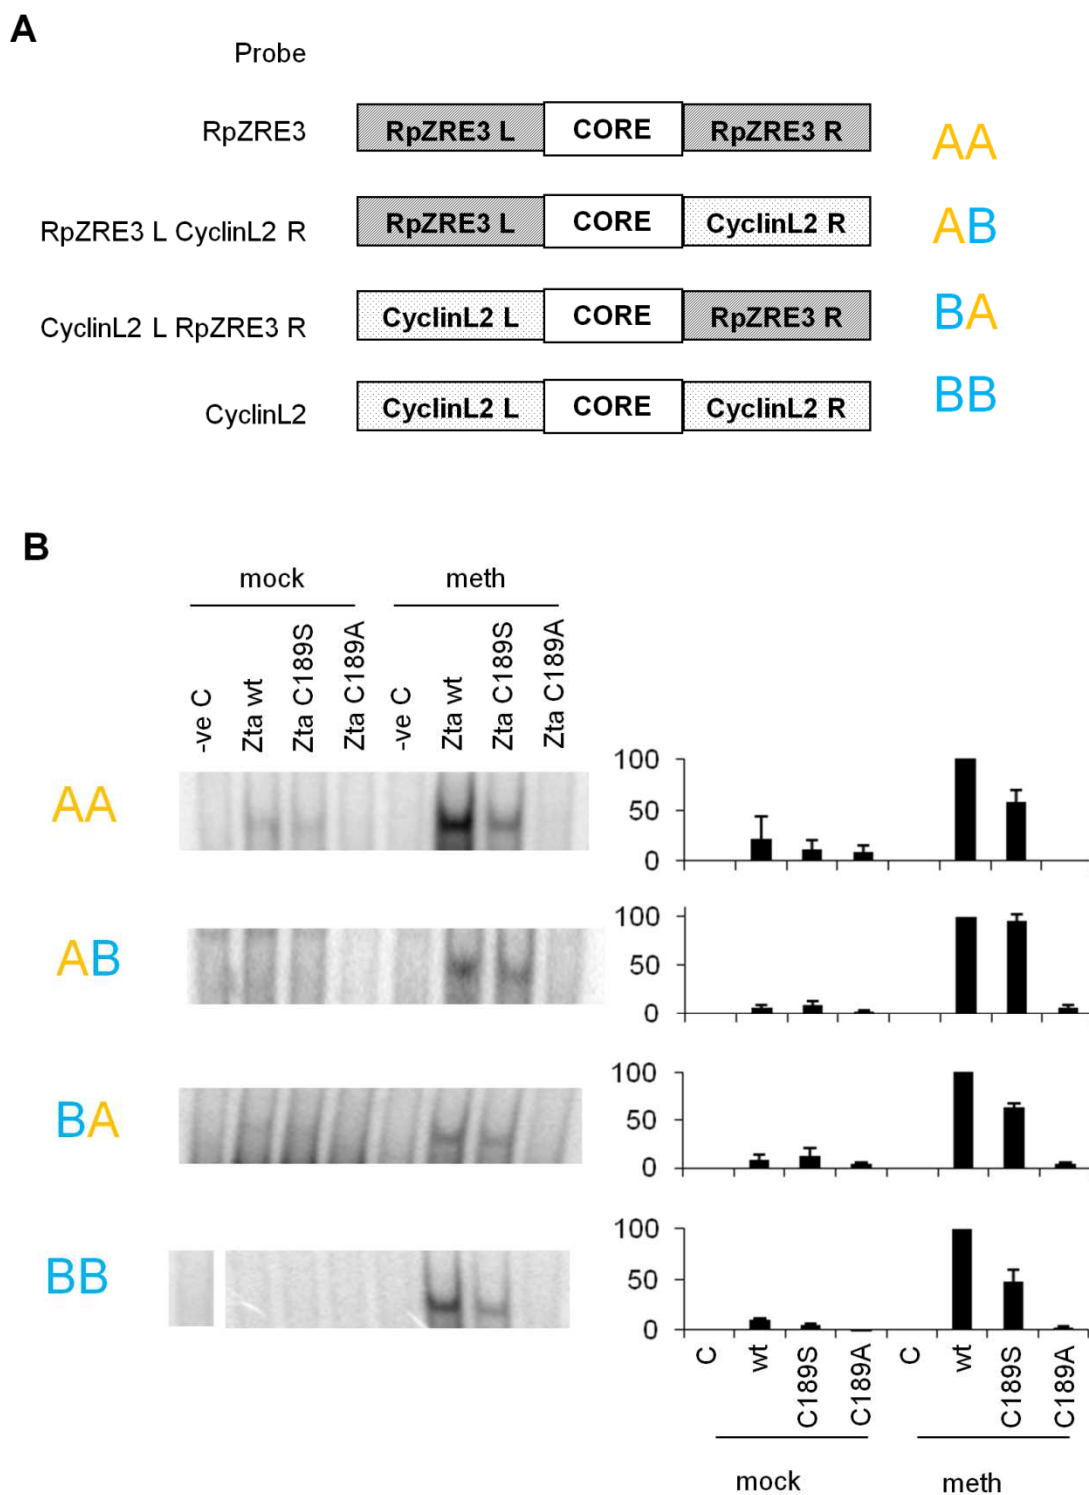 A
Probe
RpZRE3 RpZRE3 L CORE RpZRE3 R AA
RpZRE3 L CyclinL2 R RpZRE3 L CORE CyclinL2 R AB
CyclinL2 L RpZRE3 R CyclinL2 L CORE RpZRE3 R BA
CyclinL2 CyclinL2 L CORE CyclinL2 R BB
B
mock meth
-ve C Zta wt Zta C189S Zta C189A -ve C Zta wt Zta C189S Zta C189A
AA
100
50
0
AB
100
50
0
BA
100
50
0
BB
100
50
0
C wt C189S C189A C wt C189S C189A
mock meth